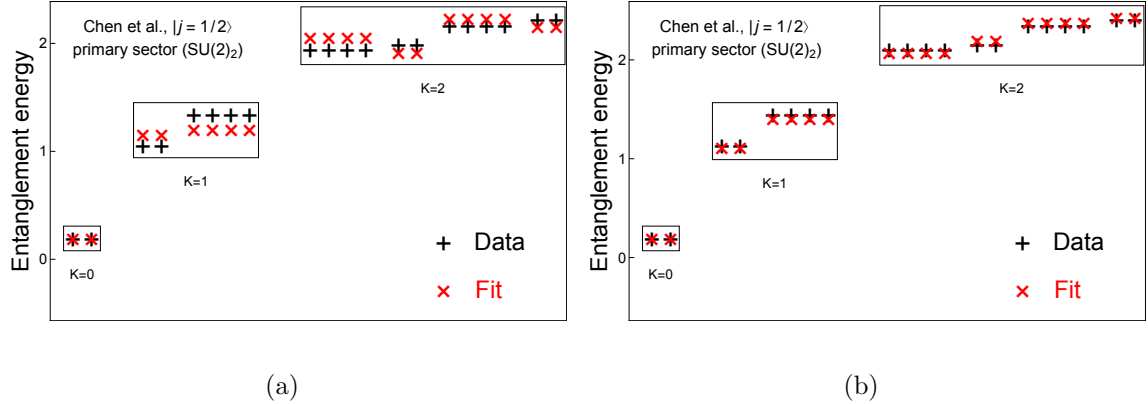 Chen et al., |j = 1/2⟩
primary sector (SU(2)₂)
Entanglement energy
2
1
0
K=0
K=1
K=2
Data
Fit
(a)
Chen et al., |j = 1/2⟩
primary sector (SU(2)₂)
Entanglement energy
2
1
0
K=0
K=1
K=2
Data
Fit
(b)